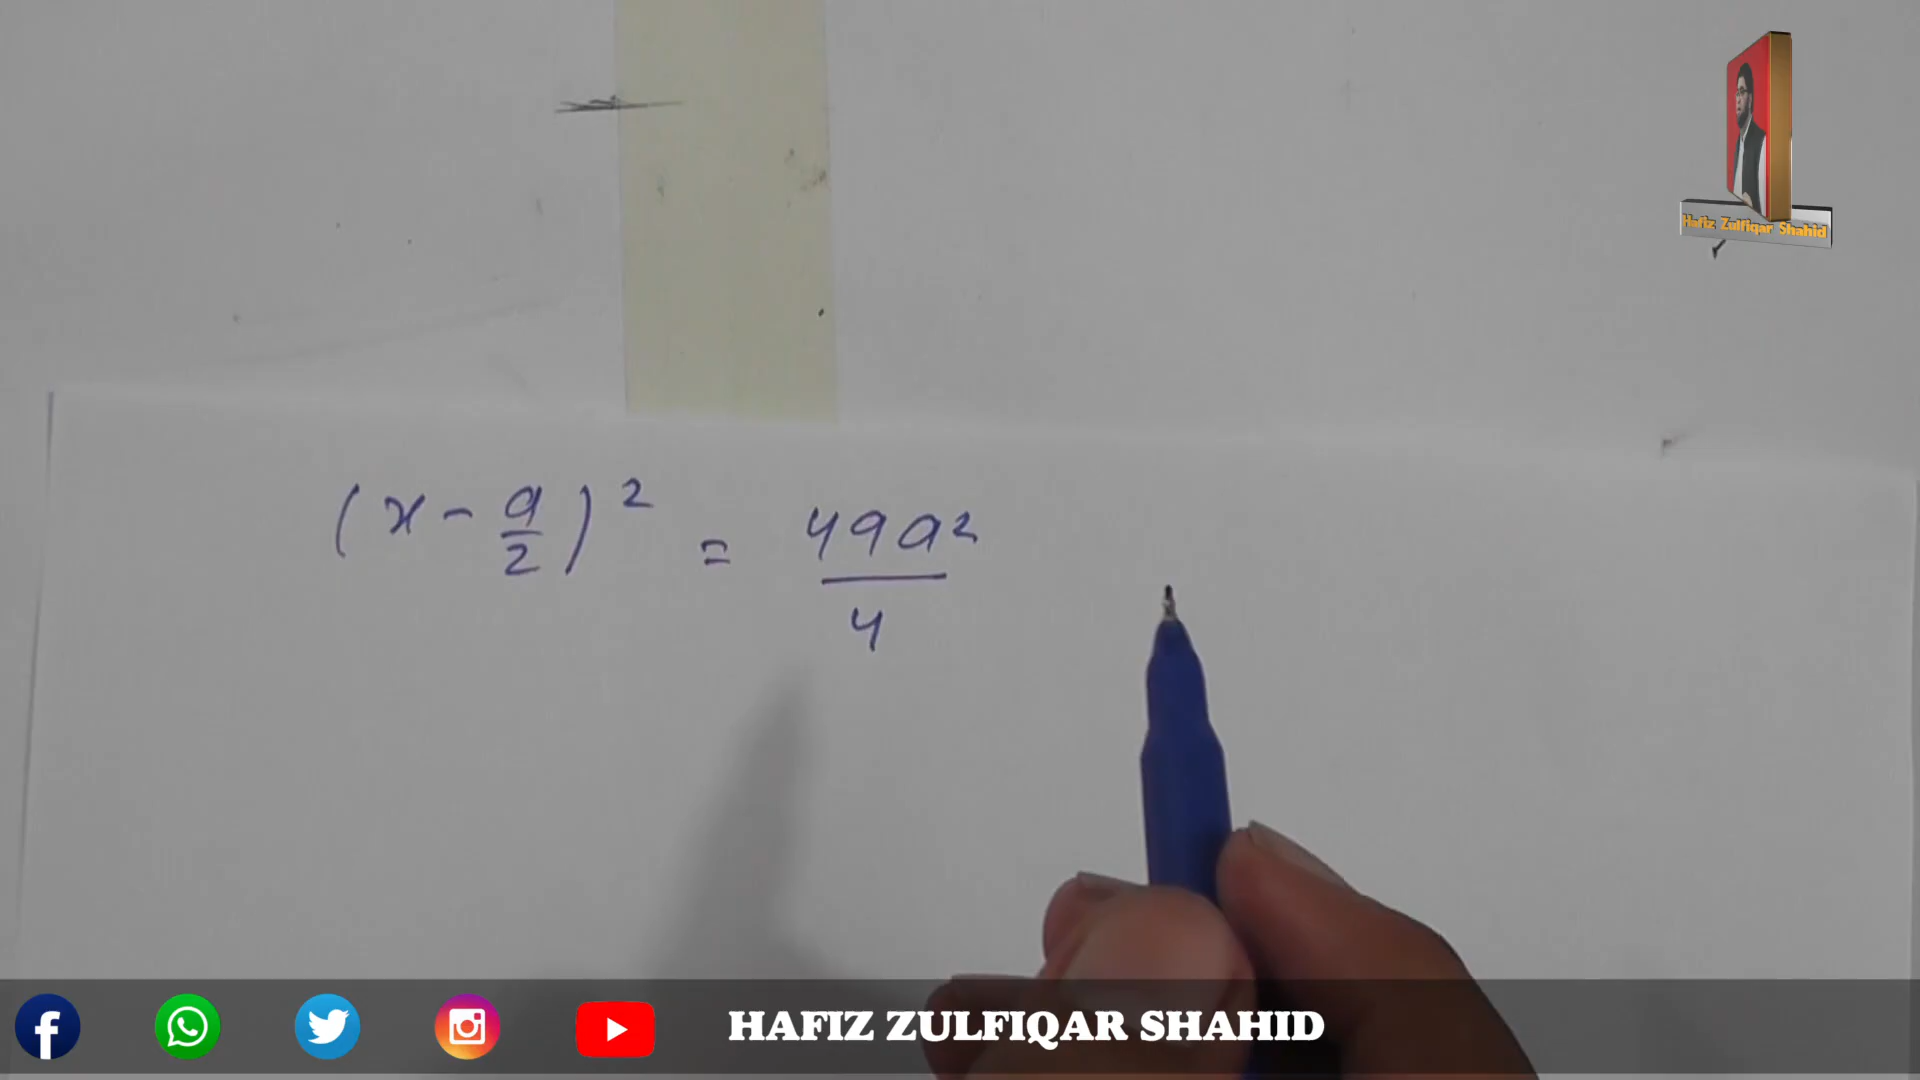 Hafiz Zulfiqar Shahid
(x - a/2)² = 49a²/4
HAFIZ ZULFIQAR SHAHID